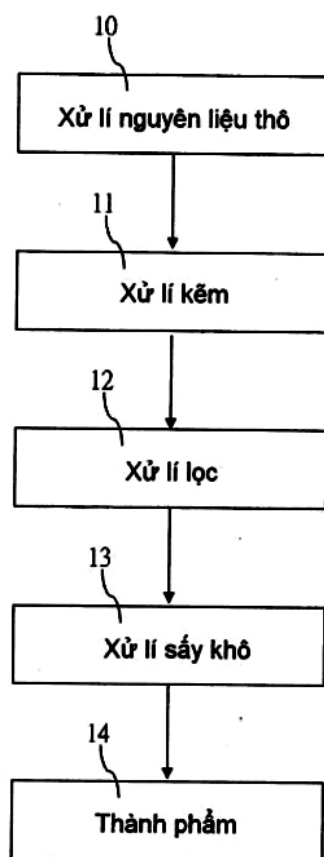 10
Xử lí nguyên liệu thô
11
Xử lí kẽm
12
Xử lí lọc
13
Xử lí sấy khô
14
Thành phẩm